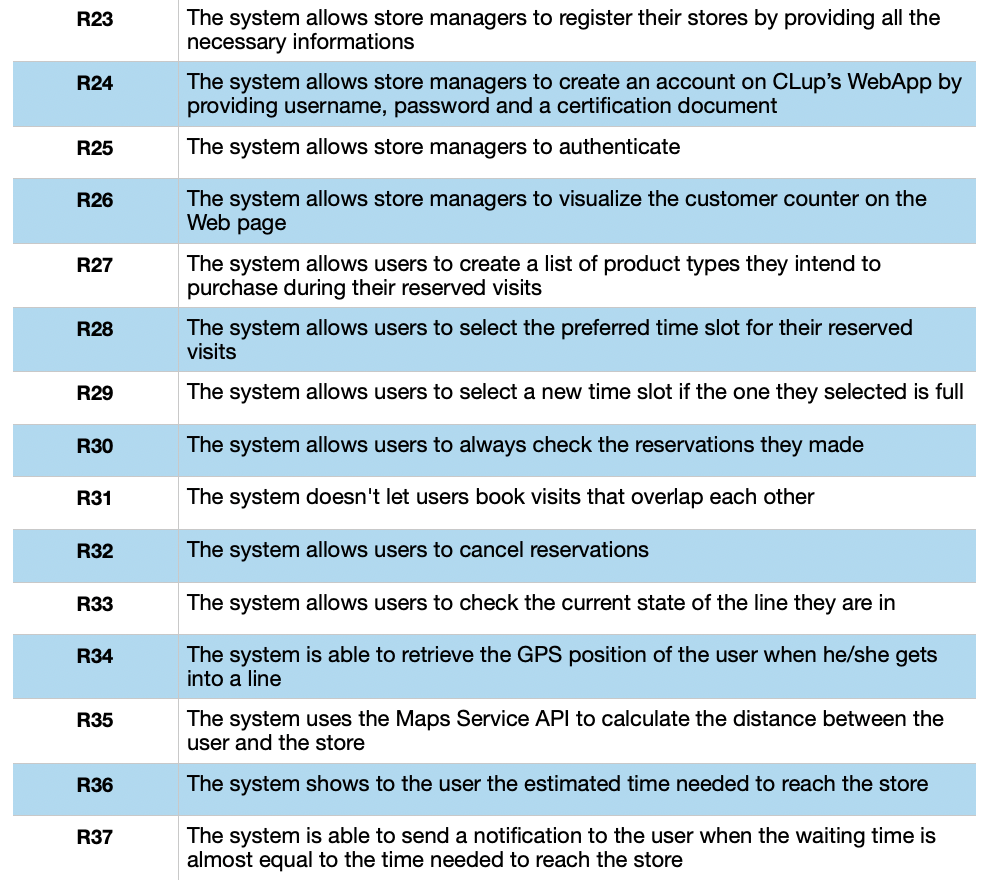 R23
The system allows store managers to register their stores by providing all the
necessary informations
R24
The system allows store managers to create an account on CLup’s WebApp by
providing username, password and a certification document
R25
The system allows store managers to authenticate
R26
The system allows store managers to visualize the customer counter on the
Web page
R27
The system allows users to create a list of product types they intend to
purchase during their reserved visits
R28
The system allows users to select the preferred time slot for their reserved
visits
R29
The system allows users to select a new time slot if the one they selected is full
R30
The system allows users to always check the reservations they made
R31
The system doesn't let users book visits that overlap each other
R32
The system allows users to cancel reservations
R33
The system allows users to check the current state of the line they are in
R34
The system is able to retrieve the GPS position of the user when he/she gets
into a line
R35
The system uses the Maps Service API to calculate the distance between the
user and the store
R36
The system shows to the user the estimated time needed to reach the store
R37
The system is able to send a notification to the user when the waiting time is
almost equal to the time needed to reach the store